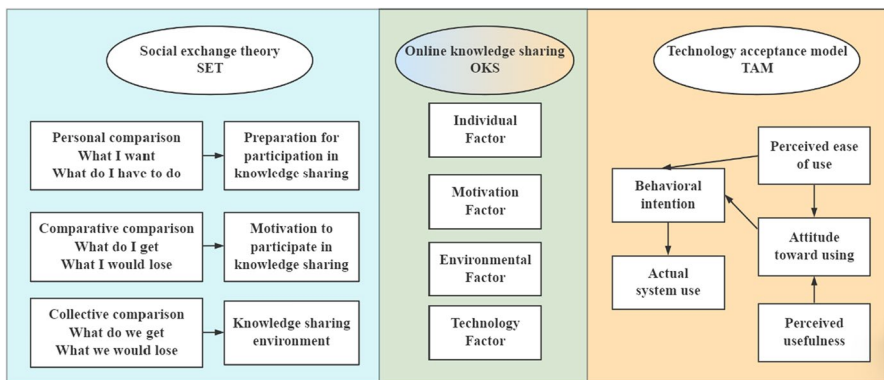 Social exchange theory
SET
Personal comparison
What I want
What do I have to do
Preparation for
participation in
knowledge sharing
Comparative comparison
What do I get
What I would lose
Motivation to
participate in
knowledge sharing
Collective comparison
What do we get
What we would lose
Knowledge sharing
environment
Online knowledge sharing
OKS
Individual
Factor
Motivation
Factor
Environmental
Factor
Technology
Factor
Technology acceptance model
TAM
Perceived ease
of use
Behavioral
intention
Attitude
toward using
Actual
system use
Perceived
usefulness